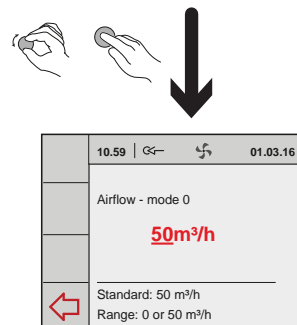 10.59 01.03.16
Airflow - mode 0
50m³/h
Standard: 50 m³/h
Range: 0 or 50 m³/h